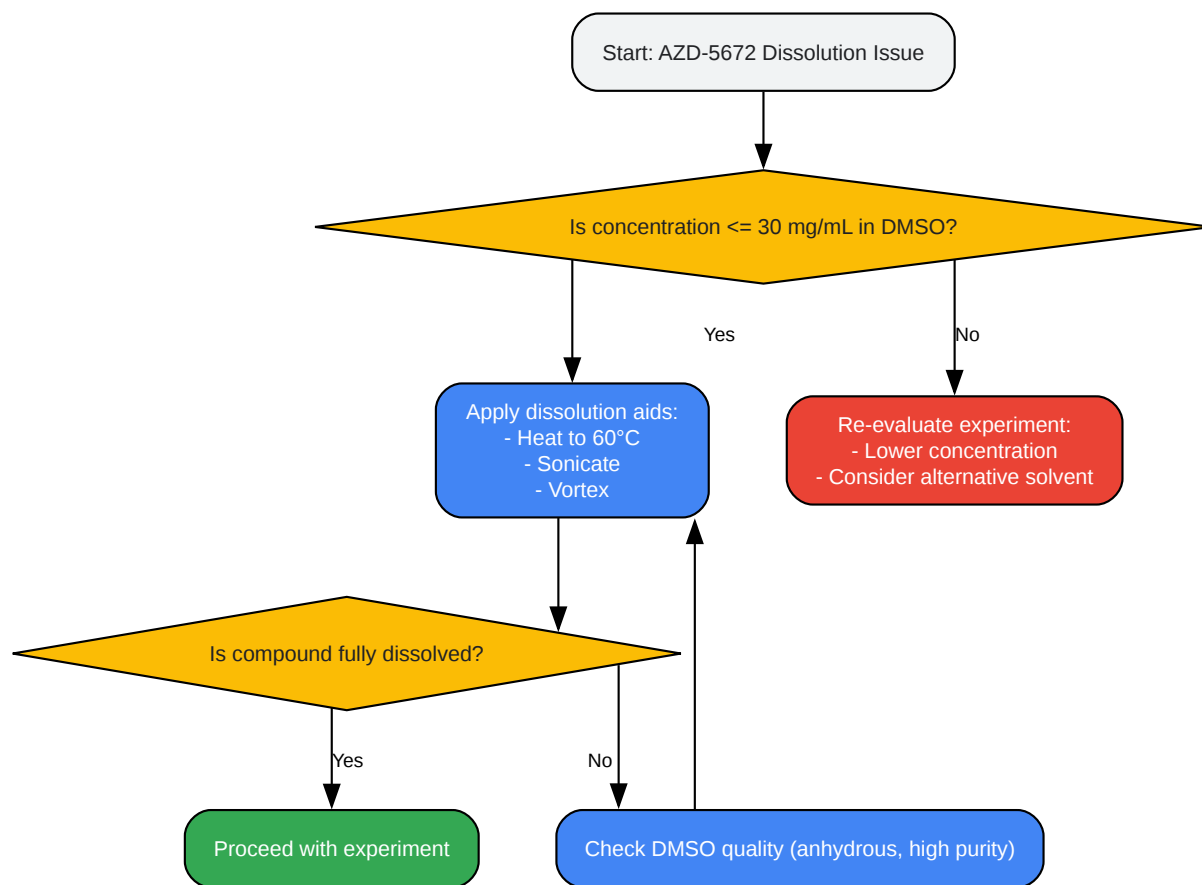 Start: AZD-5672 Dissolution Issue
Is concentration <= 30 mg/mL in DMSO?
Yes
No
Apply dissolution aids:
- Heat to 60°C
- Sonicate
- Vortex
Re-evaluate experiment:
- Lower concentration
- Consider alternative solvent
Is compound fully dissolved?
Yes
No
Proceed with experiment
Check DMSO quality (anhydrous, high purity)